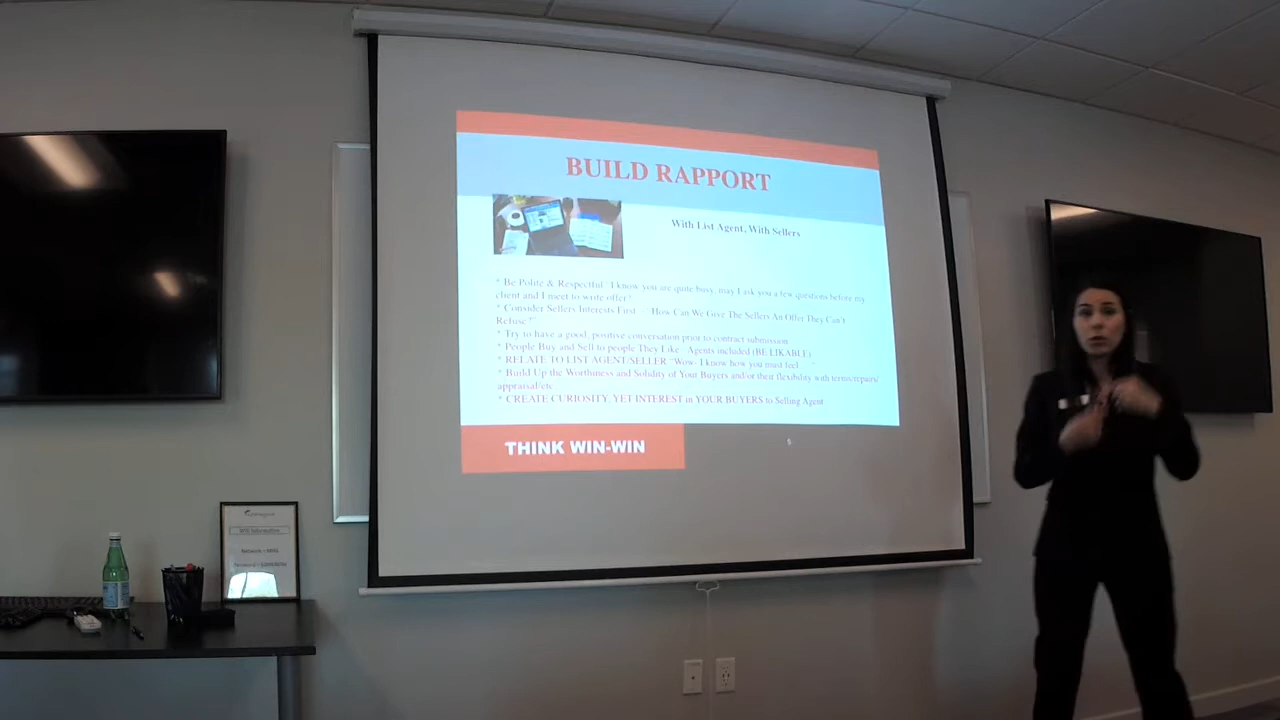 BUILD RAPPORT
With List Agent, With Sellers
* Be Polite & Respectful "I know you are quite busy, may I ask you a few questions before my
client and I meet to write offer?
* Consider Sellers Interests First - "How Can We Give The Sellers An Offer They Can't
Refuse?"
* Try to have a good, positive conversation prior to contract submission
* People Buy and Sell to people They Like - Agents included (BE LIKABLE)
* RELATE TO LIST AGENT/SELLER "Wow- I know how you must feel ... "
* Build Up the Worthiness and Solidity of Your Buyers and/or their flexibility with terms/repairs/
appraisal/etc
* CREATE CURIOSITY, YET INTEREST in YOUR BUYERS to Selling Agent
THINK WIN-WIN
5
Wifi Information